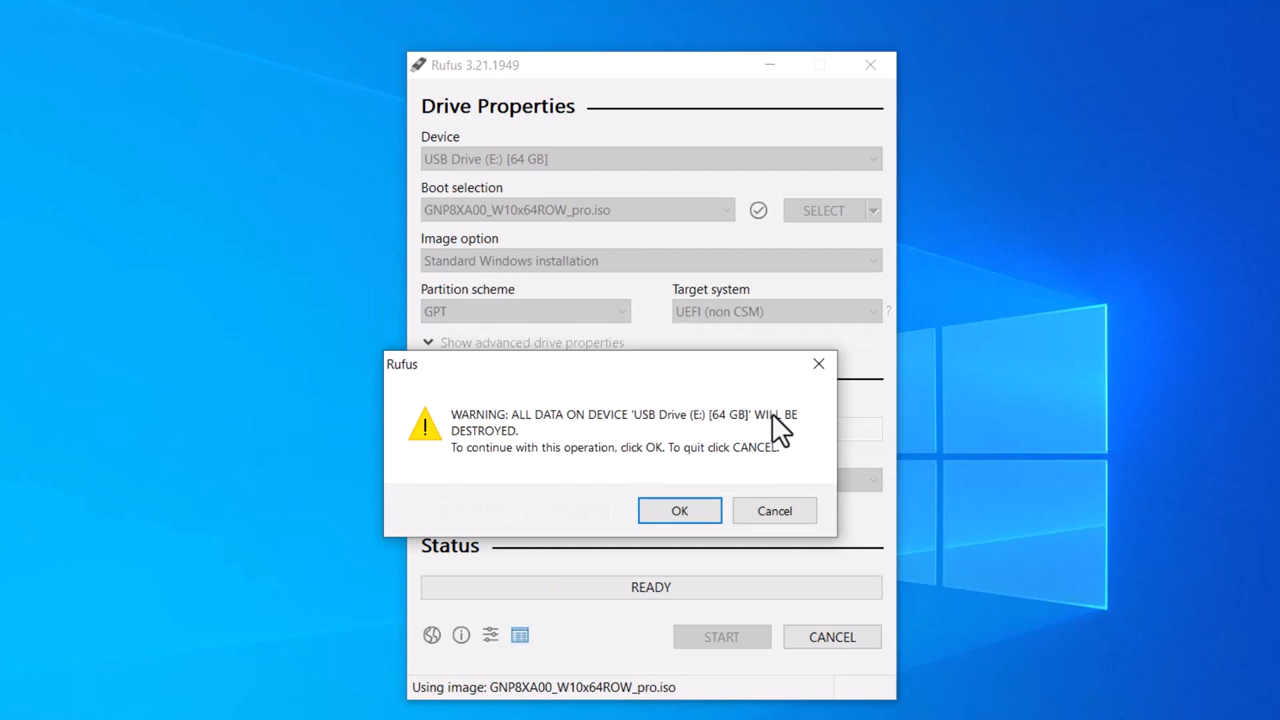 Rufus 3.21.1949
Drive Properties
Device
USB Drive (E:) [64 GB]
Boot selection
GNP8XA00_W10x64ROW_pro.iso
SELECT
Image option
Standard Windows installation
Partition scheme
Target system
GPT
UEFI (non CSM)
?
Show advanced drive properties
Rufus
WARNING: ALL DATA ON DEVICE 'USB Drive (E:) [64 GB]' WILL BE
DESTROYED.
To continue with this operation, click OK. To quit click CANCEL.
OK
Cancel
Status
READY
START
CANCEL
Using image: GNP8XA00_W10x64ROW_pro.iso